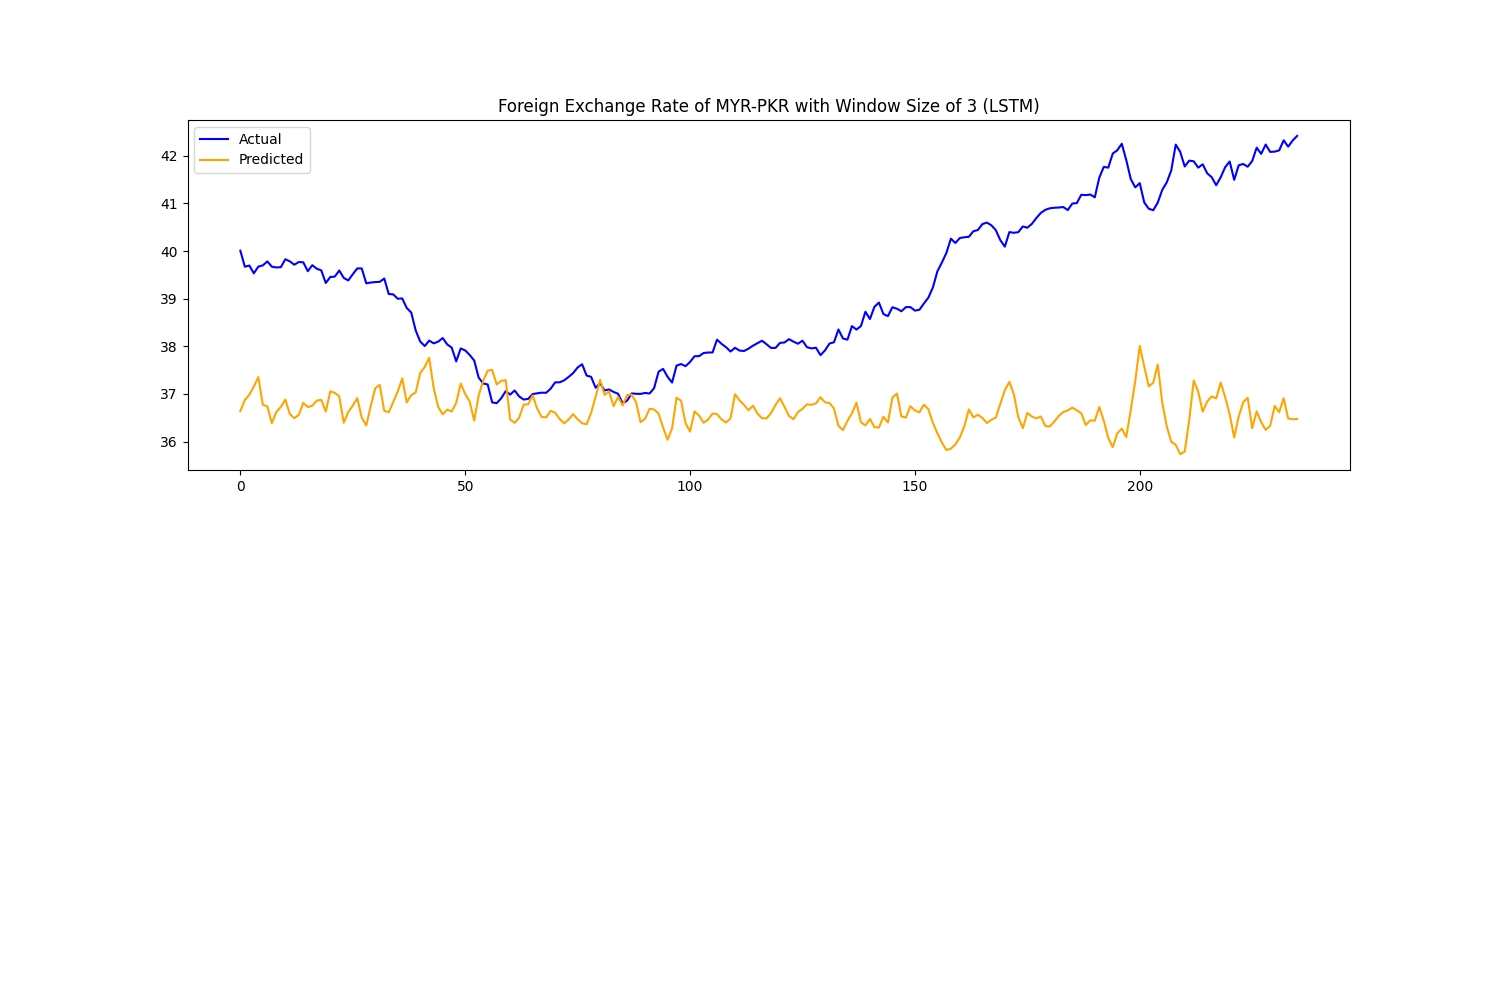 Foreign Exchange Rate of MYR-PKR with Window Size of 3 (LSTM)
Actual
Predicted
42
41
40
39
38
37
36
0 50 100 150 200